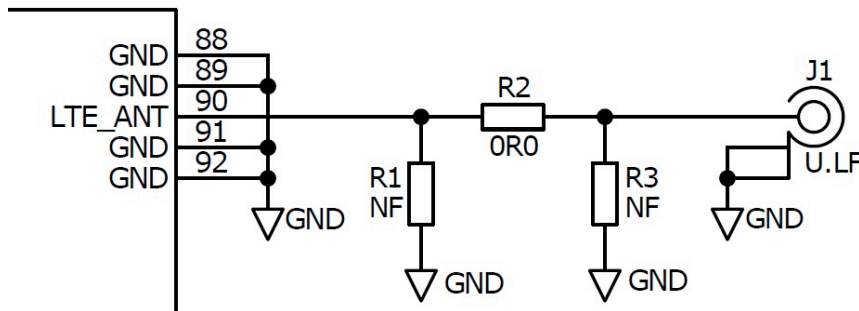 88
GND
89
GND
90
LTE_ANT
91
GND
92
GND
GND
R1
NF
GND
R2
0R0
R3
NF
GND
J1
U.LF
GND